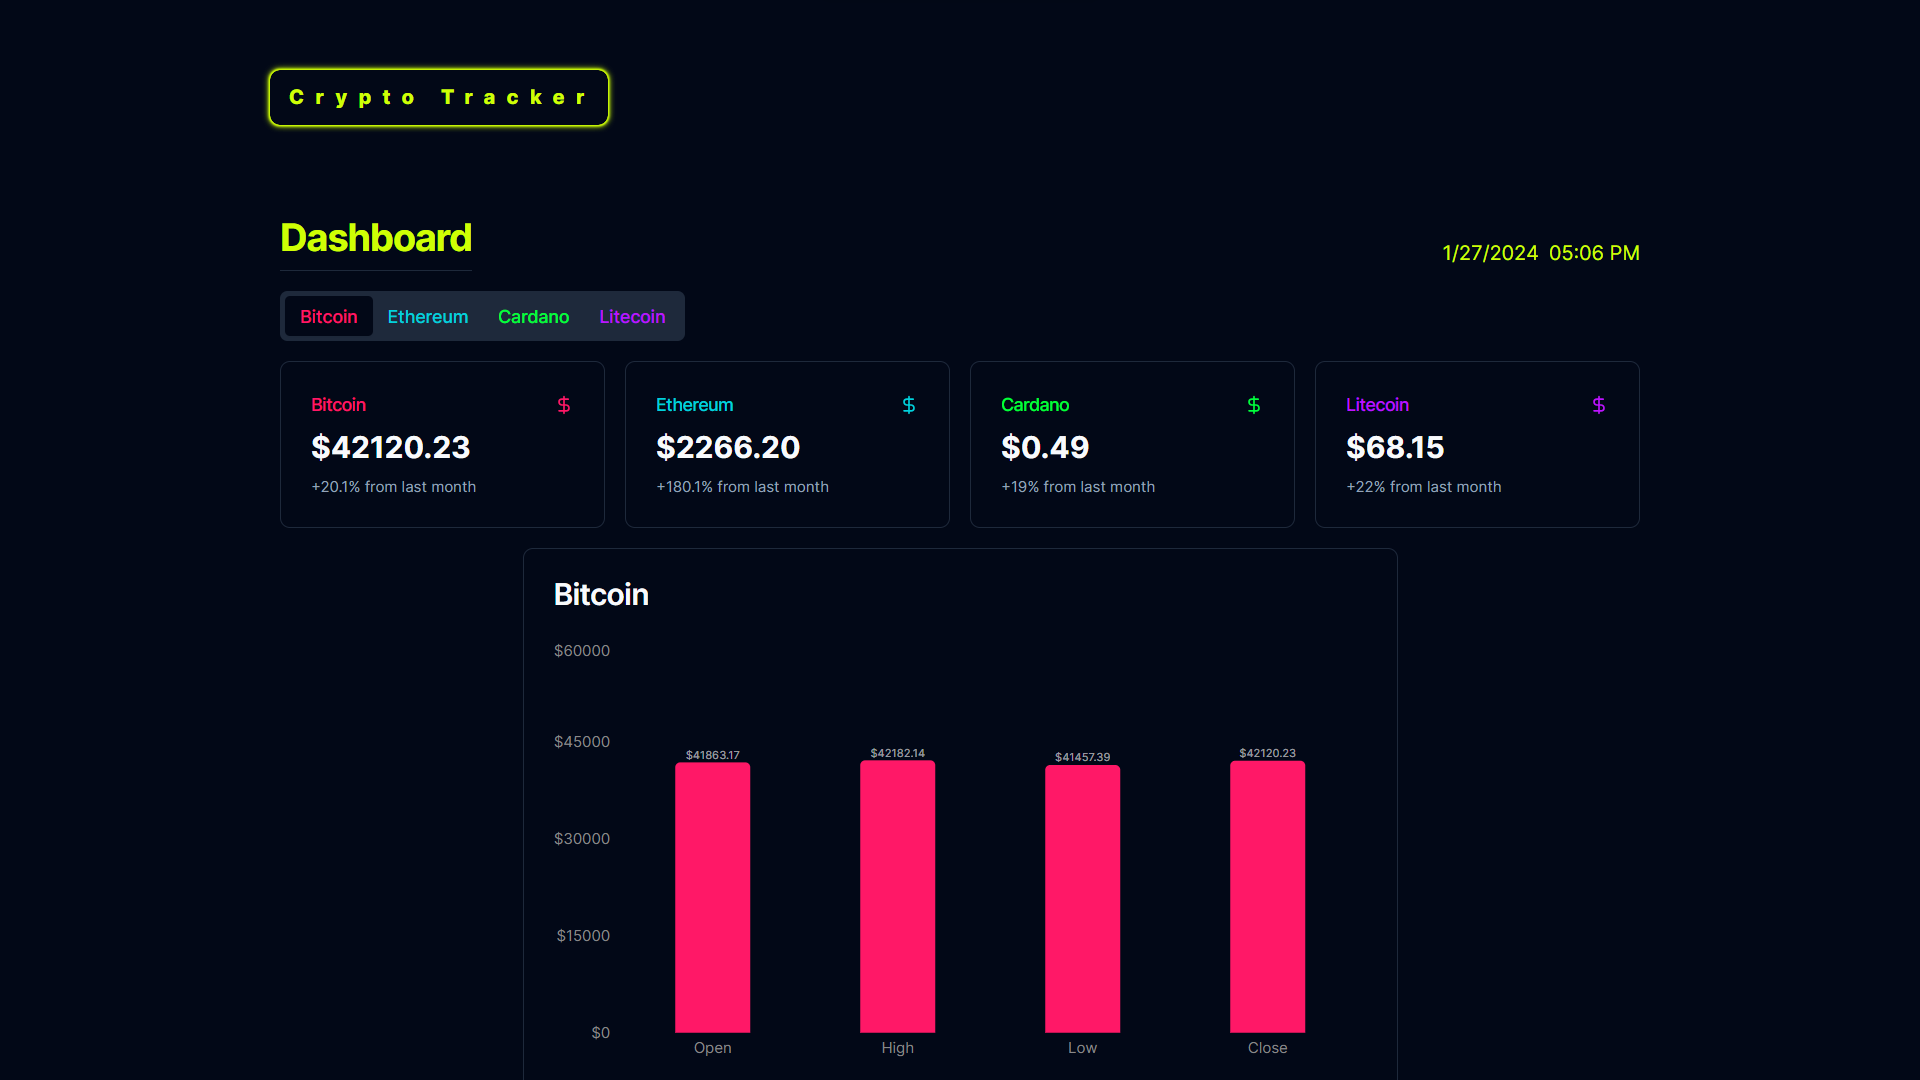 Crypto Tracker
Dashboard
1/27/2024 05:06 PM
Bitcoin Ethereum Cardano Litecoin
Bitcoin $
$42120.23
+20.1% from last month
Ethereum $
$2266.20
+180.1% from last month
Cardano $
$0.49
+19% from last month
Litecoin $
$68.15
+22% from last month
Bitcoin
$60000
$45000
$30000
$15000
$0
$41863.17 $42182.14 $41457.39 $42120.23
Open High Low Close